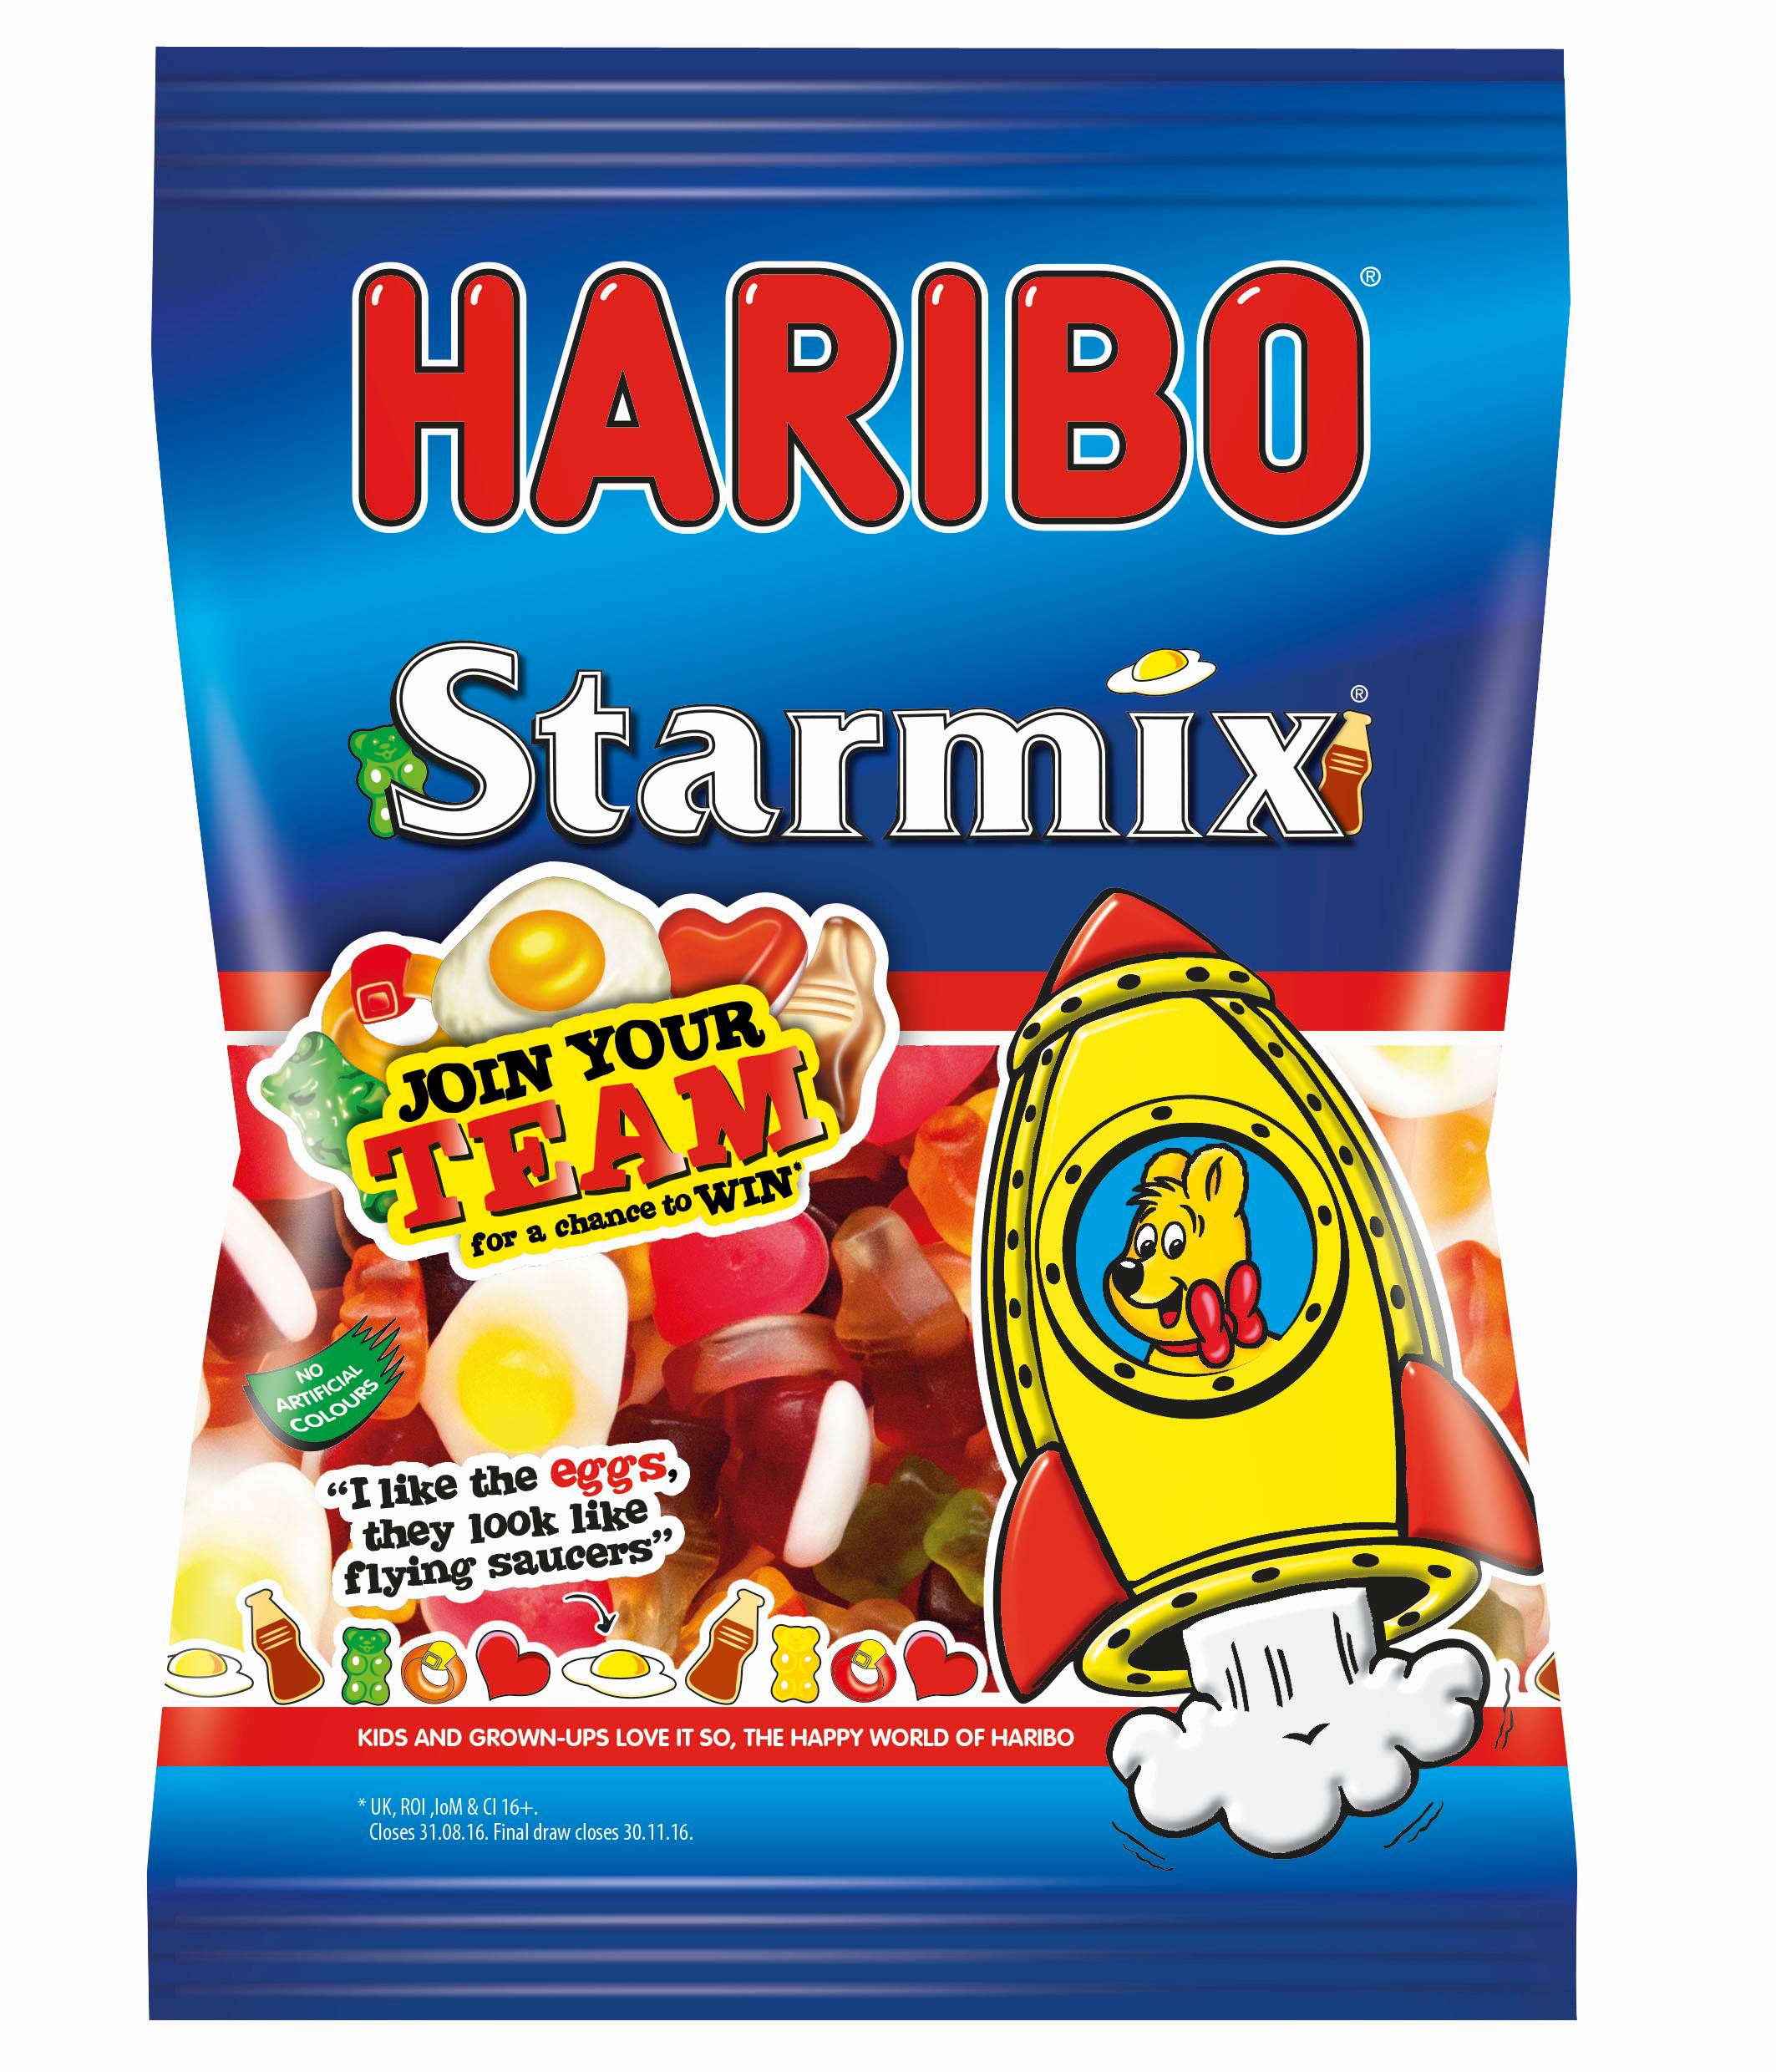 HARIBO®
Starmix®
JOIN YOUR
TEAM
for a chance to WIN*
NO
ARTIFICIAL
COLOURS
“I like the eggs,
they look like
flying saucers”
KIDS AND GROWN-UPS LOVE IT SO, THE HAPPY WORLD OF HARIBO
* UK, ROI ,IoM & CI 16+.
Closes 31.08.16. Final draw closes 30.11.16.